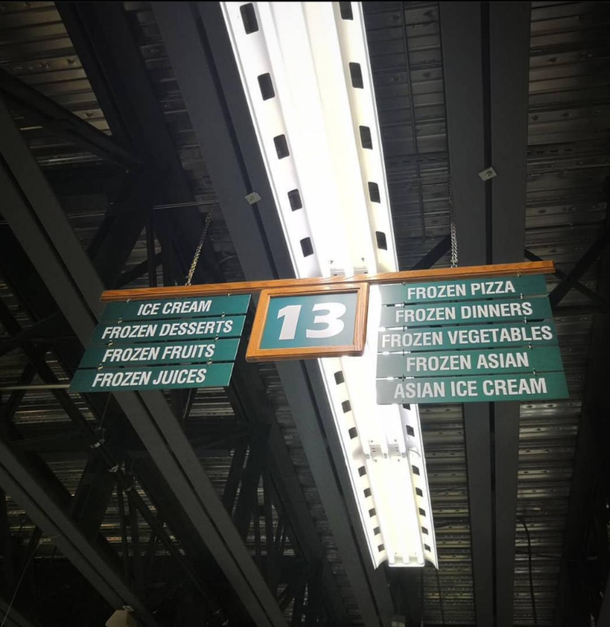 ICE CREAM
FROZEN DESSERTS
FROZEN FRUITS
FROZEN JUICES
13
FROZEN PIZZA
FROZEN DINNERS
FROZEN VEGETABLES
FROZEN ASIAN
ASIAN ICE CREAM